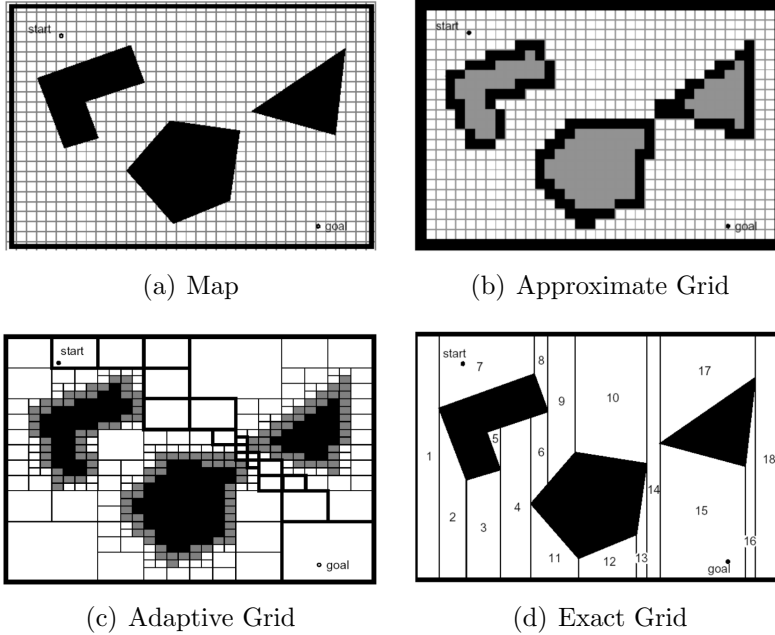 start
goal
(a) Map
start
goal
(b) Approximate Grid
start
goal
(c) Adaptive Grid
start
7
8
17
9
10
1
5
6
18
2
3
4
14
15
16
11
12
13
goal
(d) Exact Grid